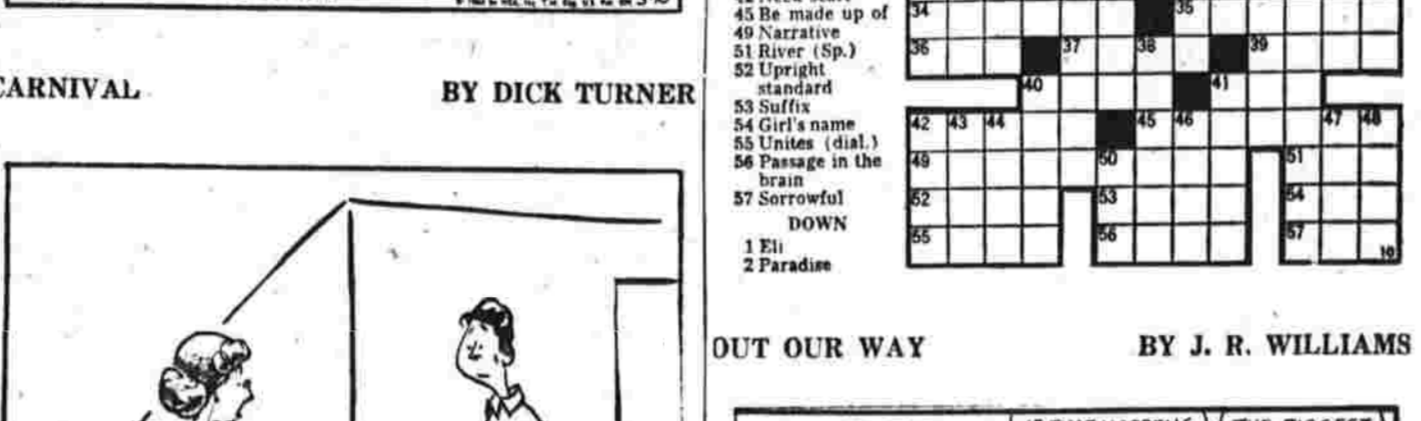 CARNIVAL
BY DICK TURNER
45 Be made up of
49 Narrative
51 River (Sp.)
52 Upright
standard
53 Suffix
54 Girl's name
55 Unites (dial.)
56 Passage in the
brain
57 Sorrowful
DOWN
1 Eli
2 Paradise
34 35
36 37 38 39
40 41
42 43 44 45 46 47 48
49 50 51
52 53 54
55 56 57
10
OUT OUR WAY
BY J. R. WILLIAMS